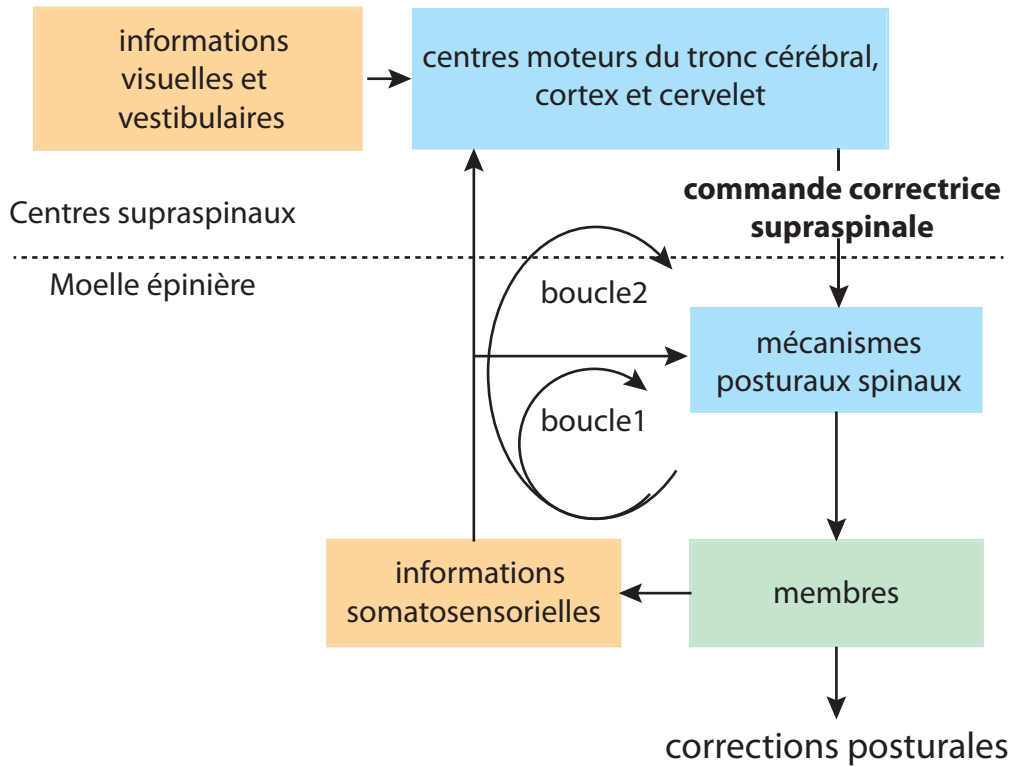 informations
visuelles et
vestibulaires
centres moteurs du tronc cérébral,
cortex et cervelet
commande correctrice
supraspinale
Centres supraspinaux
Moelle épinière
boucle2
mécanismes
posturaux spinaux
boucle1
informations
somatosensorielles
membres
corrections posturales